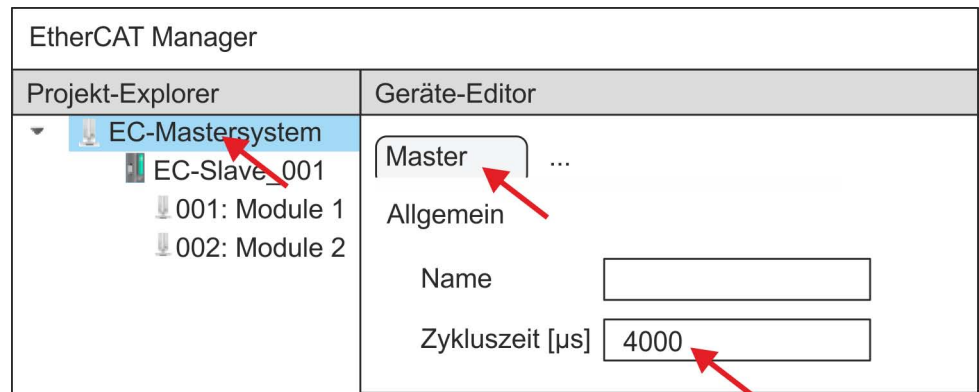 EtherCAT Manager
Projekt-Explorer
EC-Mastersystem
EC-Slave_001
001: Module 1
002: Module 2
Geräte-Editor
Master ...
Allgemein
Name
Zykluszeit [µs] 4000